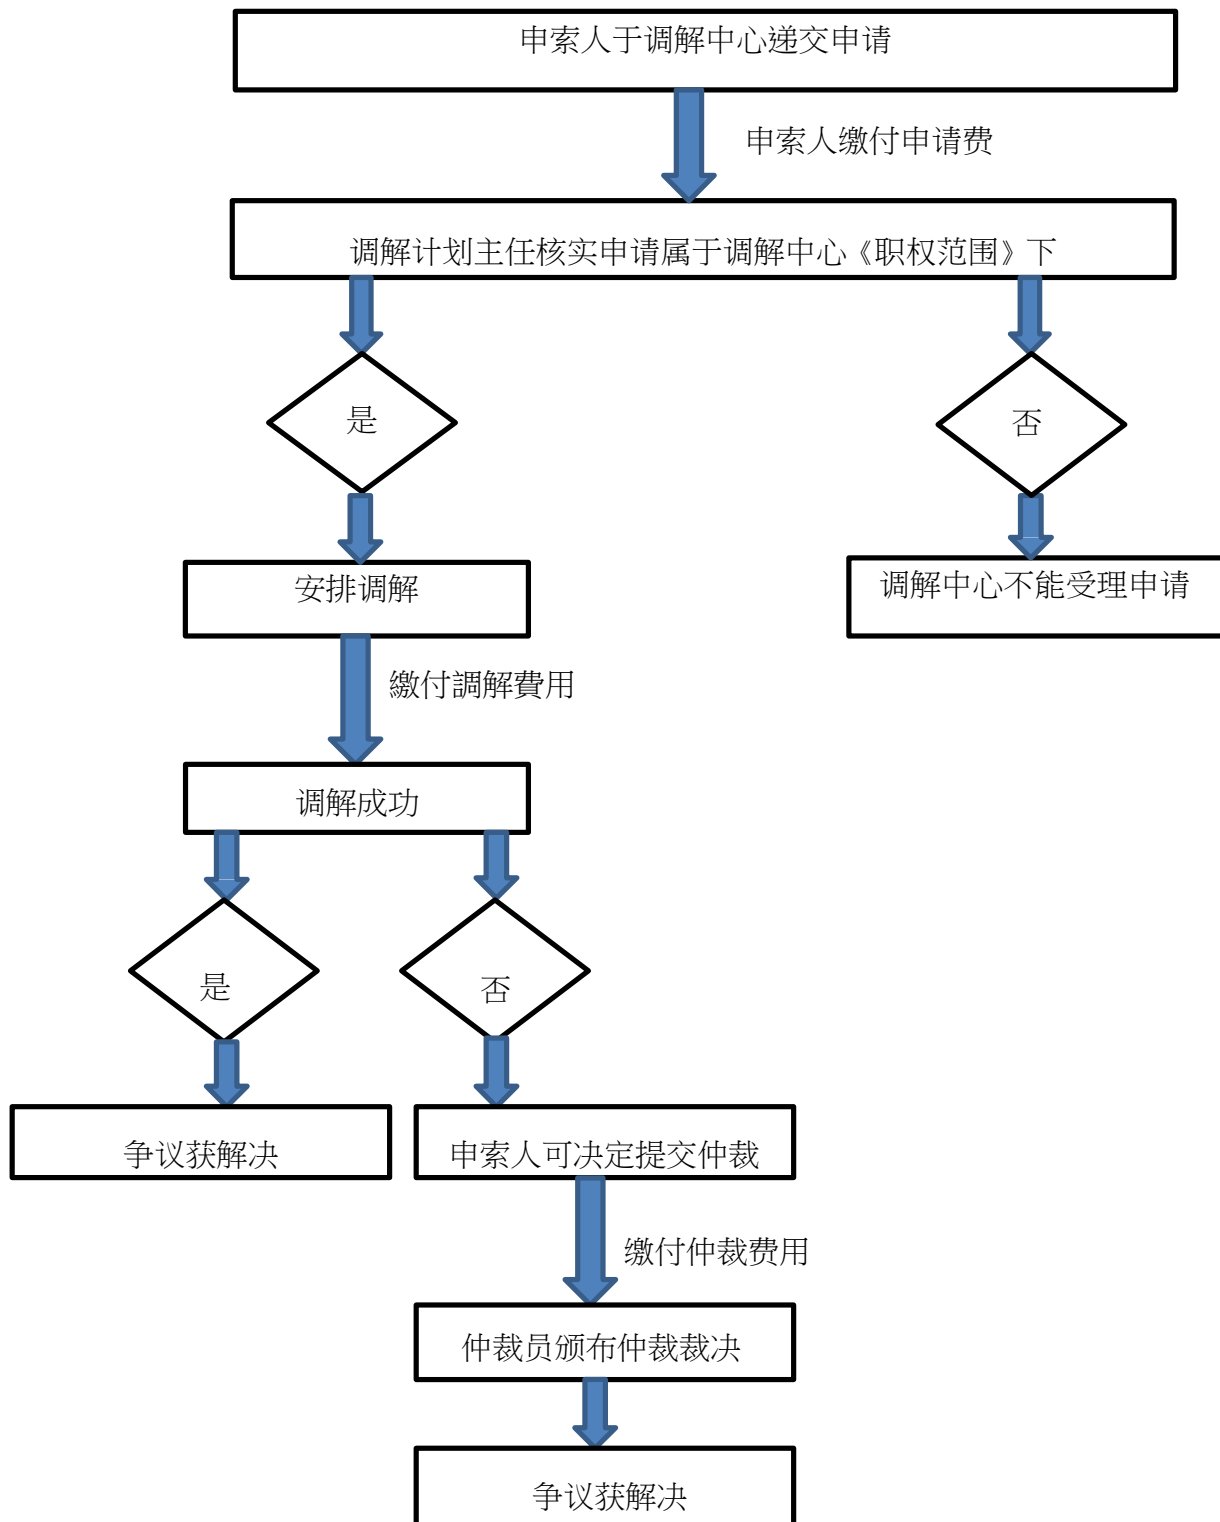 申索人于调解中心递交申请
申索人缴付申请费
调解计划主任核实申请属于调解中心《职权范围》下
是
否
安排调解
调解中心不能受理申请
繳付調解費用
调解成功
是
否
争议获解决
申索人可决定提交仲裁
缴付仲裁费用
仲裁员颁布仲裁裁决
争议获解决